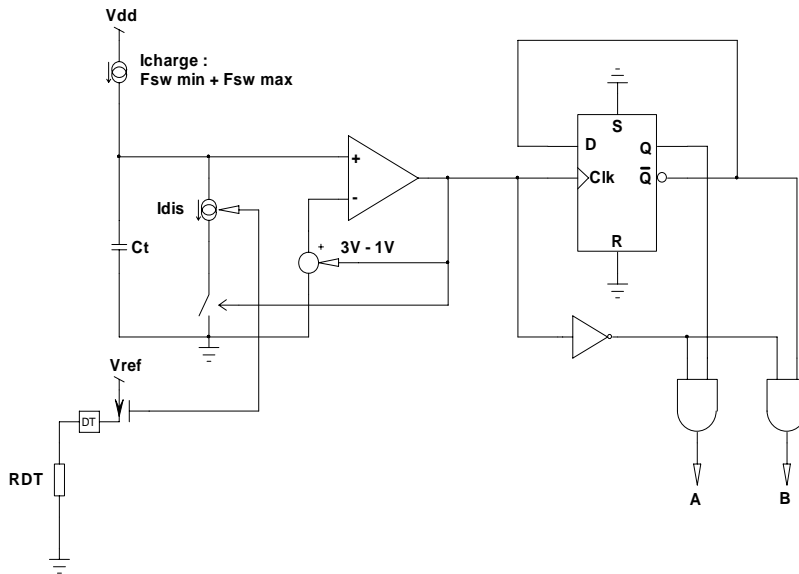 Vdd
Icharge :
Fsw min + Fsw max
S
D
Q
+
Clk
Q
-
Idis
+
3V - 1V
Ct
R
Vref
DT
RDT
A
B